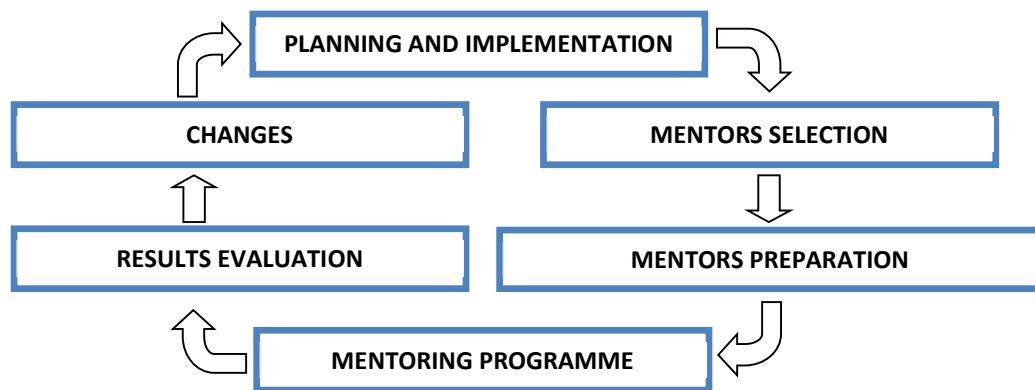 PLANNING AND IMPLEMENTATION
CHANGES
MENTORS SELECTION
RESULTS EVALUATION
MENTORS PREPARATION
MENTORING PROGRAMME